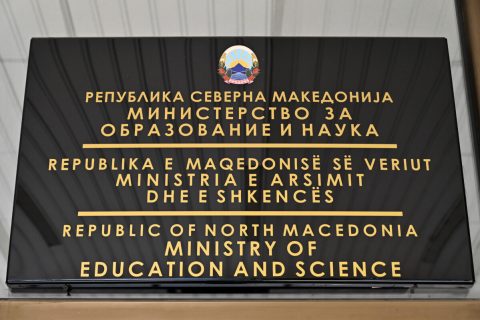 РЕПУБЛИКА СЕВЕРНА МАКЕДОНИЈА
МИНИСТЕРСТВО ЗА
ОБРАЗОВАНИЕ И НАУКА
REPUBLIKA E MAQEDONISË SË VERIUT
MINISTRIA E ARSIMIT
DHE E SHKENCËS
REPUBLIC OF NORTH MACEDONIA
MINISTRY OF
EDUCATION AND SCIENCE